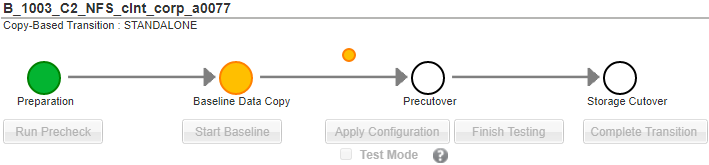 B_1003_C2_NFS_clnt_corp_a0077
Copy-Based Transition : STANDALONE
Preparation Baseline Data Copy Precutover Storage Cutover
Run Precheck Start Baseline Apply Configuration Finish Testing Complete Transition
Test Mode ?